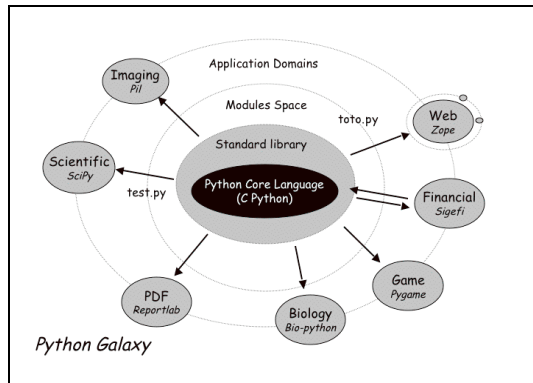 Imaging
Pil
Application Domains
Modules Space
toto.py
Web
Zope
Standard library
Scientific
SciPy
test.py
Python Core Language
(C Python)
Financial
Sigefi
Game
Pygame
PDF
Reportlab
Biology
Bio-python
Python Galaxy